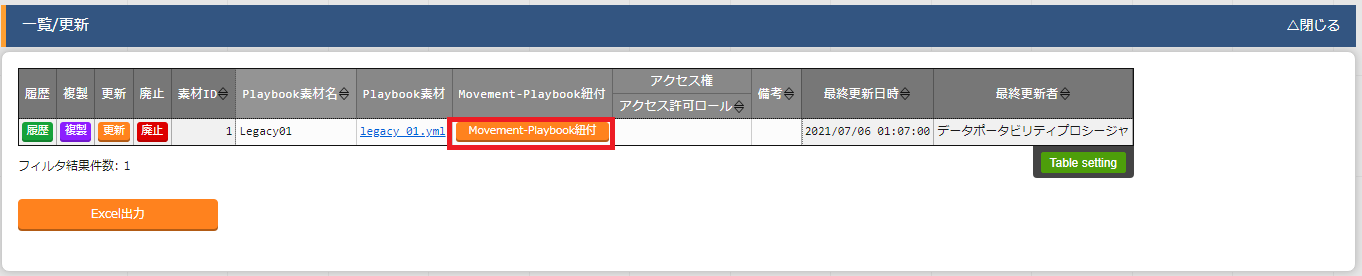 一覧/更新
△閉じる
履歴 複製 更新 廃止 素材ID Playbook素材名 Playbook素材 Movement-Playbook紐付 アクセス権 備考 最終更新日時 最終更新者
アクセス許可ロール
履歴 複製 更新 廃止 1 Legacy01 legacy_01.yml Movement-Playbook紐付 2021/07/06 01:07:00 データポータビリティプロシージャ
フィルタ結果件数: 1
Table setting
Excel出力